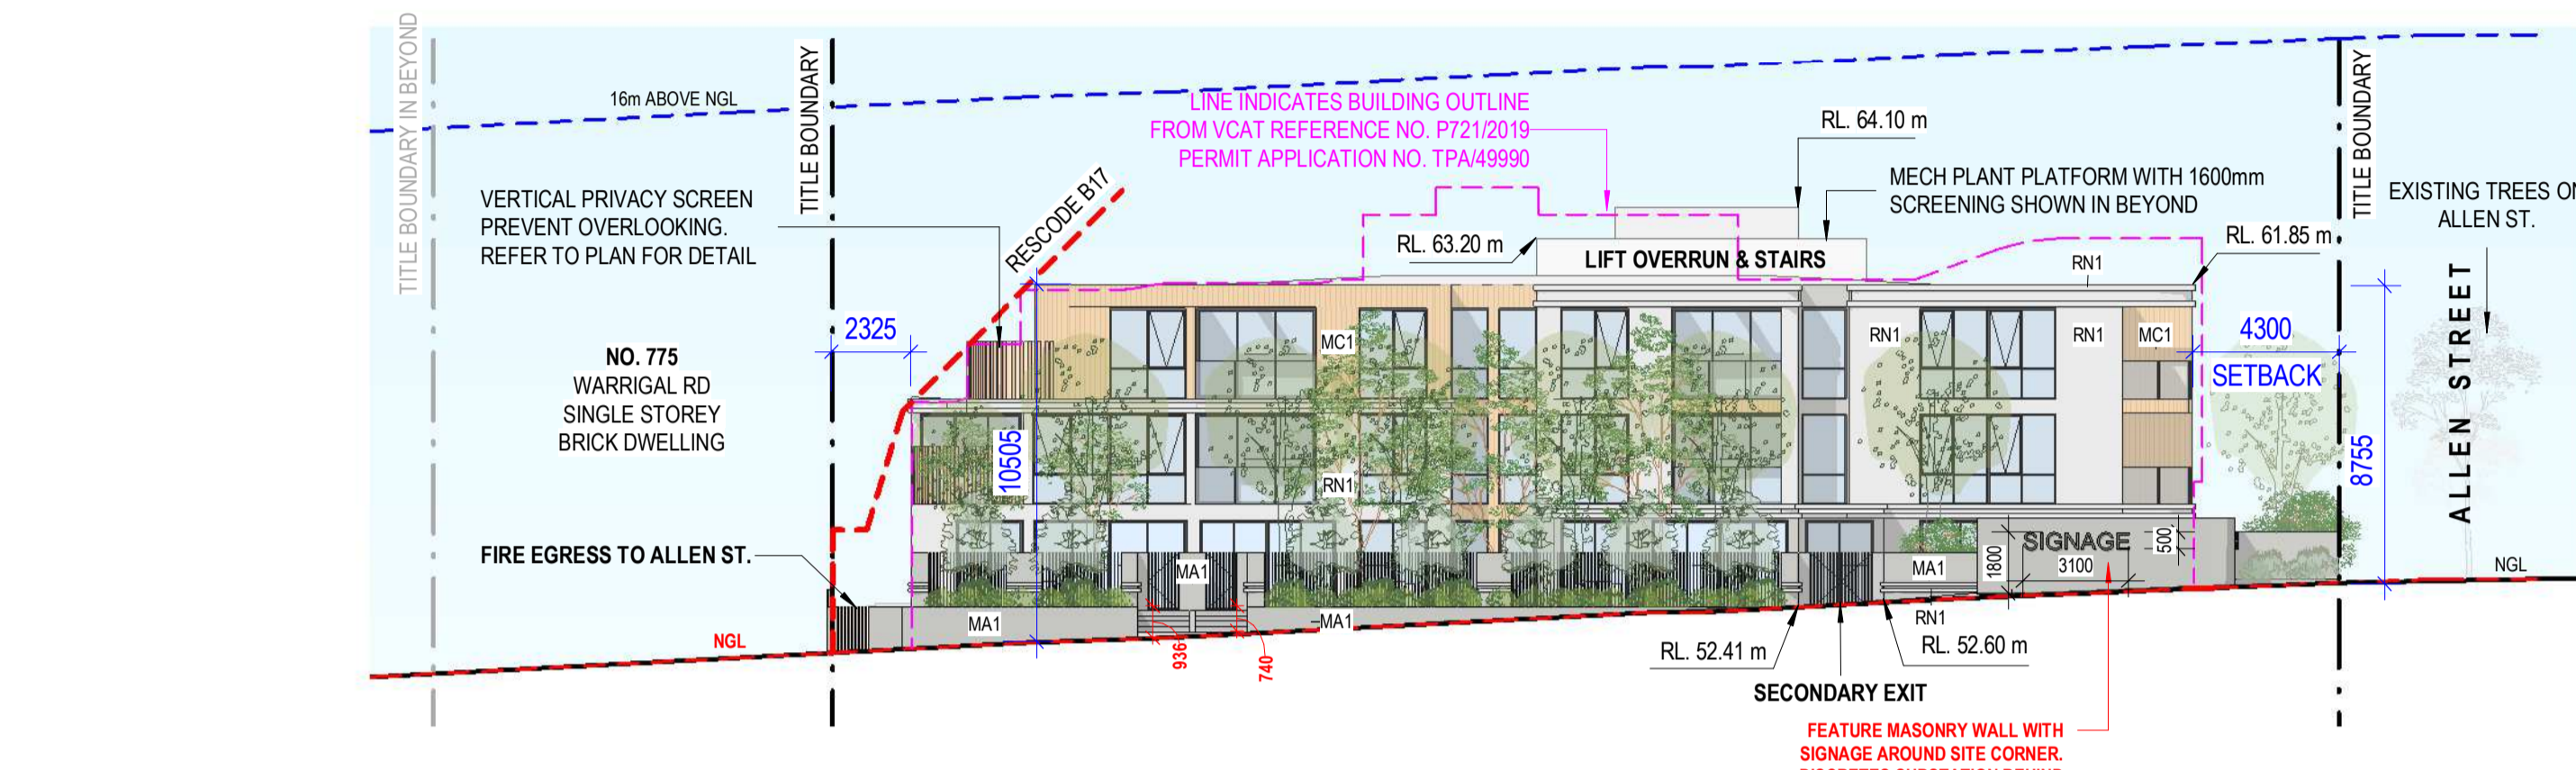 TITLE BOUNDARY IN BEYOND
16m ABOVE NGL
TITLE BOUNDARY
VERTICAL PRIVACY SCREEN
PREVENT OVERLOOKING.
REFER TO PLAN FOR DETAIL
RESCODE B17
LINE INDICATES BUILDING OUTLINE
FROM VCAT REFERENCE NO. P721/2019
PERMIT APPLICATION NO. TPA/49990
RL. 64.10 m
MECH PLANT PLATFORM WITH 1600mm
SCREENING SHOWN IN BEYOND
TITLE BOUNDARY
EXISTING TREES ON
ALLEN ST.
RL. 63.20 m
LIFT OVERRUN & STAIRS
RN1
RL. 61.85 m
2325
NO. 775
WARRIGAL RD
SINGLE STOREY
BRICK DWELLING
MC1
RN1
RN1
MC1
4300
SETBACK
ALLEN STREET
8755
10505
RN1
FIRE EGRESS TO ALLEN ST.
MA1
MA1
1800
SIGNAGE
3100
500
NGL
NGL
MA1
MA1
936
740
RN1
RL. 52.41 m
RL. 52.60 m
SECONDARY EXIT
FEATURE MASONRY WALL WITH
SIGNAGE AROUND SITE CORNER.